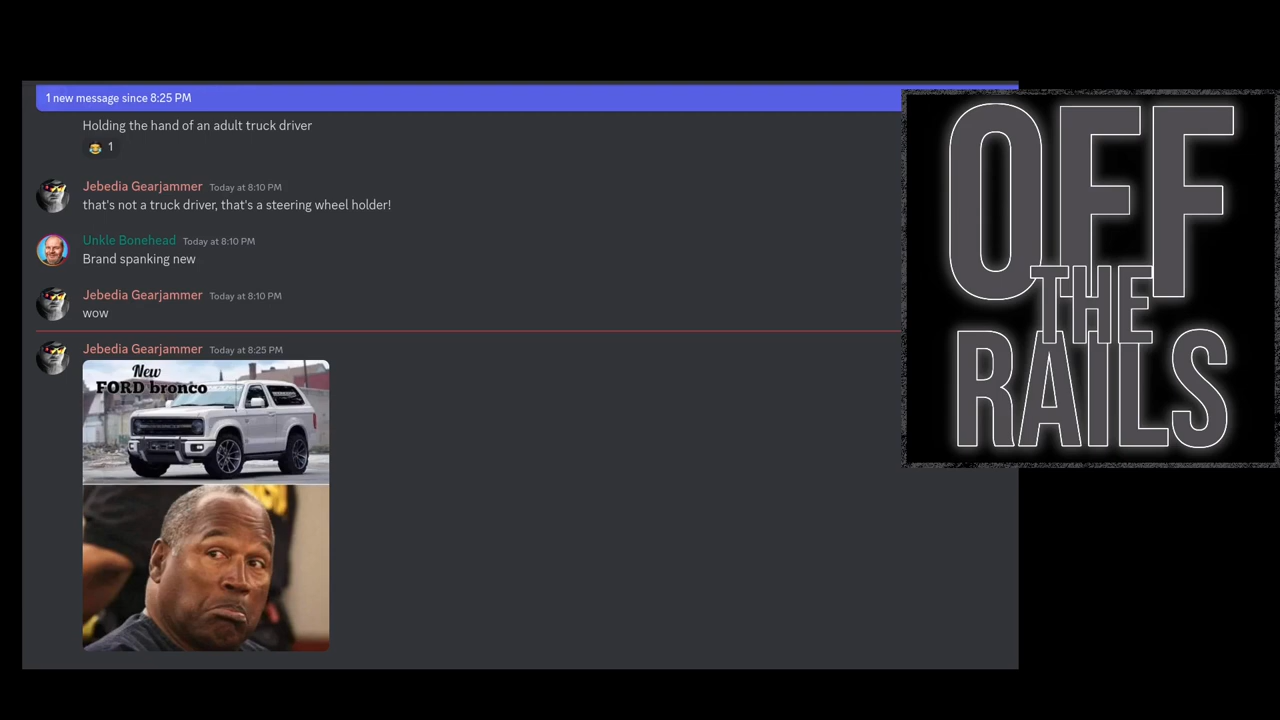 1 new message since 8:25 PM
Holding the hand of an adult truck driver
1
Jebedia Gearjammer Today at 8:10 PM
that's not a truck driver, that's a steering wheel holder!
Unkle Bonehead Today at 8:10 PM
Brand spanking new
Jebedia Gearjammer Today at 8:10 PM
wow
Jebedia Gearjammer Today at 8:25 PM
New
FORD bronco
OFF
THE
RAILS